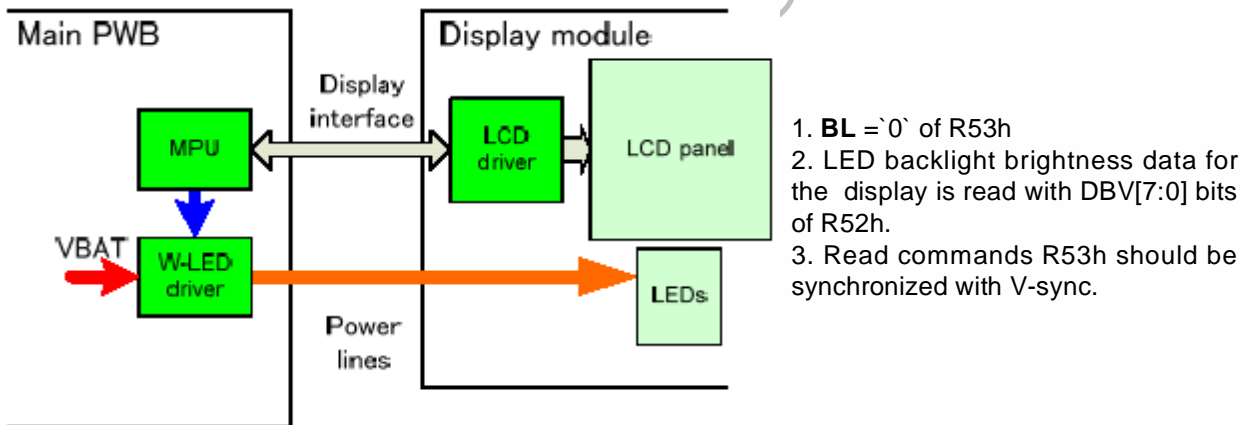 Main PWB
Display module
Display
interface
MPU
LCD
driver
LCD panel
VBAT
W-LED
driver
LEDs
Power
lines
1. BL =`0` of R53h
2. LED backlight brightness data for
the display is read with DBV[7:0] bits
of R52h.
3. Read commands R53h should be
synchronized with V-sync.